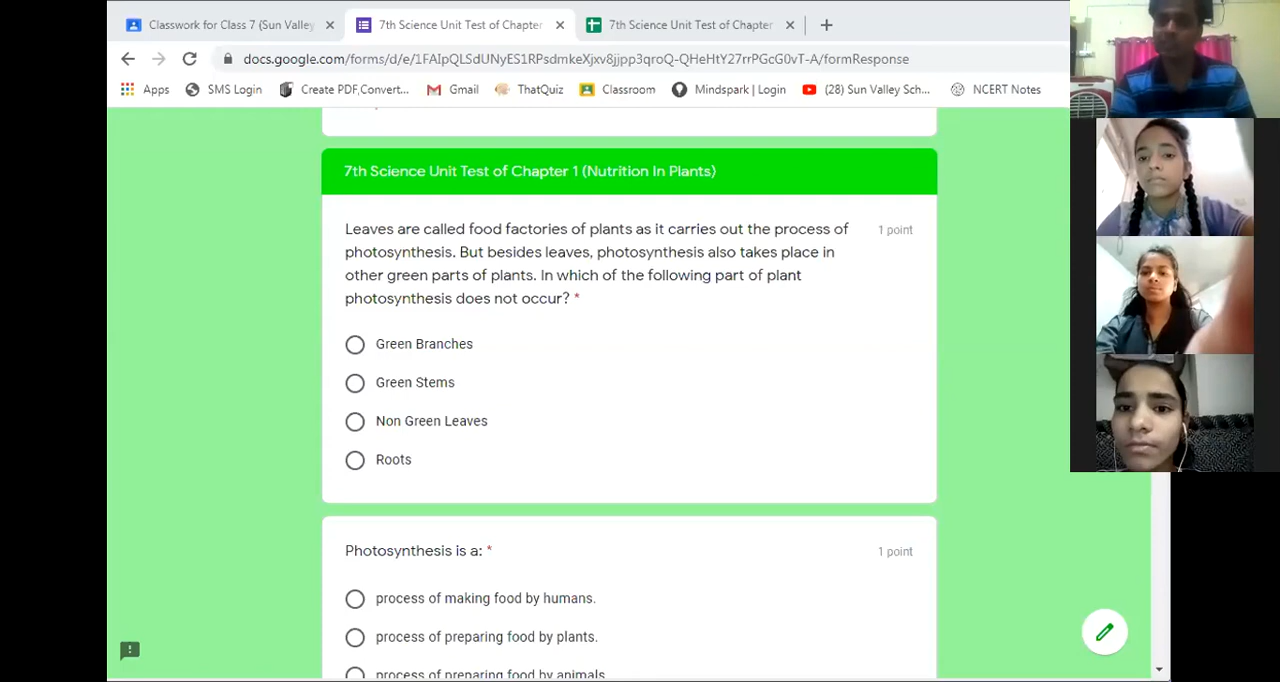 Classwork for Class 7 (Sun Valley
7th Science Unit Test of Chapter
7th Science Unit Test of Chapter
docs.google.com/forms/d/e/1FAIpQLSdUNyES1RPsdmkeXjxv8jjpp3qroQ-QHeHtY27rrPGcG0vT-A/formResponse
Apps SMS Login Create PDF,Convert... Gmail ThatQuiz Classroom Mindspark | Login (28) Sun Valley Sch... NCERT Notes
7th Science Unit Test of Chapter 1 (Nutrition In Plants)
Leaves are called food factories of plants as it carries out the process of 1 point
photosynthesis. But besides leaves, photosynthesis also takes place in
other green parts of plants. In which of the following part of plant
photosynthesis does not occur? *
Green Branches
Green Stems
Non Green Leaves
Roots
Photosynthesis is a: * 1 point
process of making food by humans.
process of preparing food by plants.
process of preparing food by animals